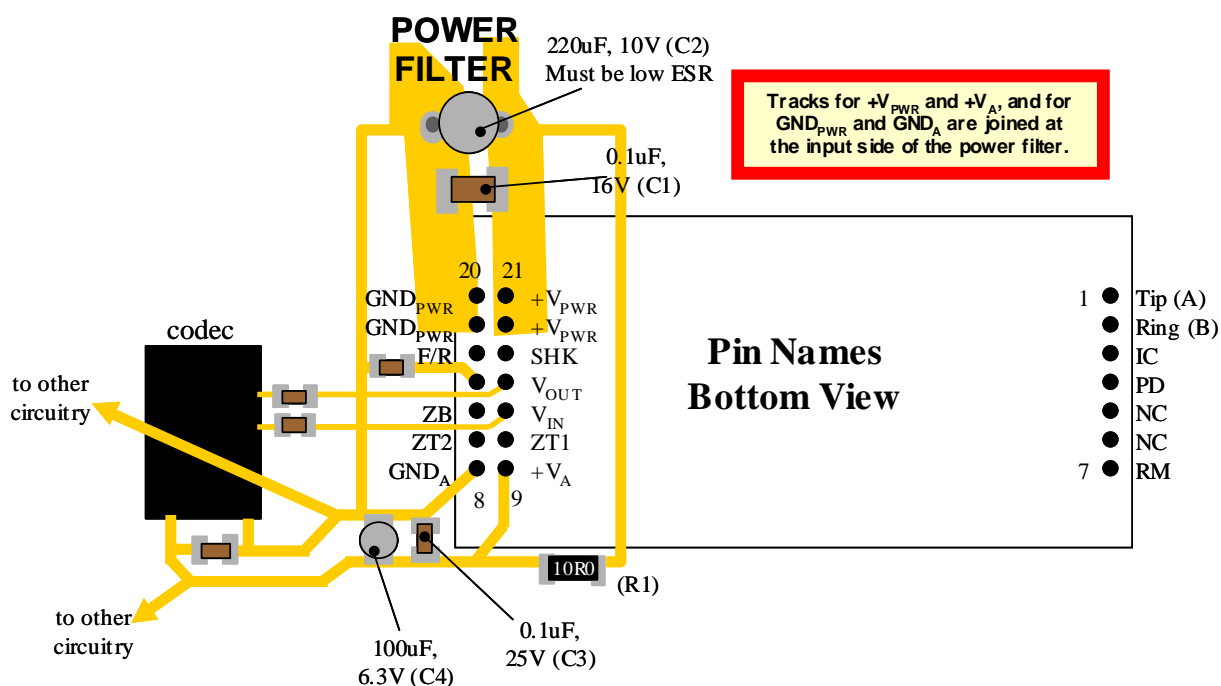 POWER
FILTER
220uF, 10V (C2)
Must be low ESR
Tracks for +VPWR and +VA, and for
GNDPWR and GNDA are joined at
the input side of the power filter.
0.1uF,
16V (C1)
20 21
GNDPWR +VPWR
GNDPWR +VPWR
F/R SHK
VOUT
ZB VIN
ZT2 ZT1
GNDA +VA
8 9
Pin Names
Bottom View
1 Tip (A)
Ring (B)
IC
PD
NC
NC
7 RM
codec
to other
circuitry
10R0
(R1)
to other
circuitry
100uF,
6.3V (C4)
0.1uF,
25V (C3)